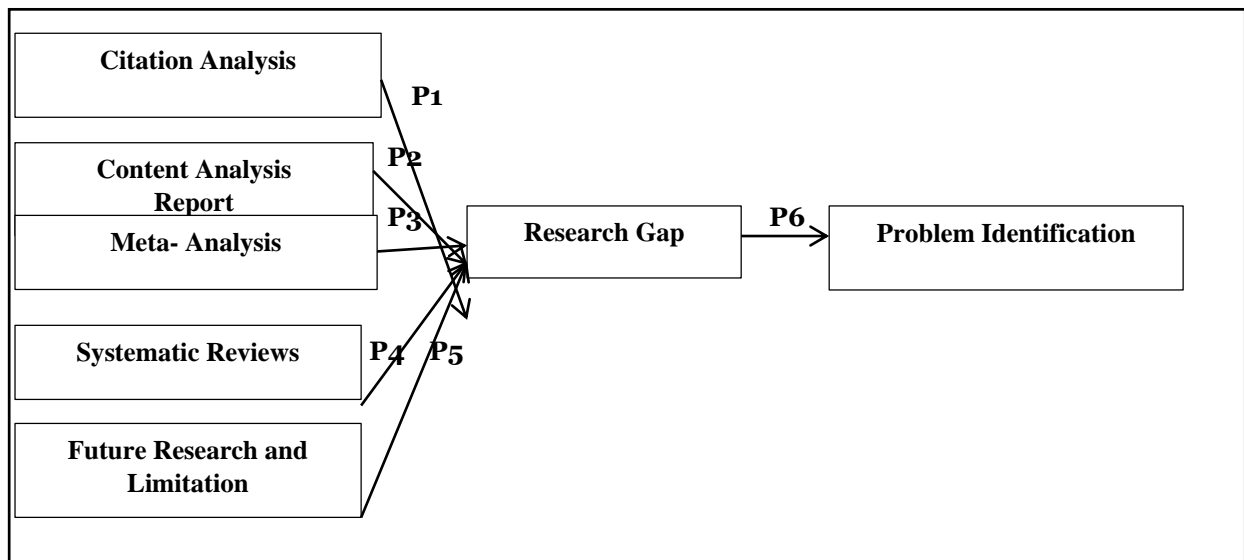 Citation Analysis
P1
Content Analysis
Report
P2
Meta- Analysis
P3
Research Gap
P6
Problem Identification
Systematic Reviews
P4
P5
Future Research and
Limitation